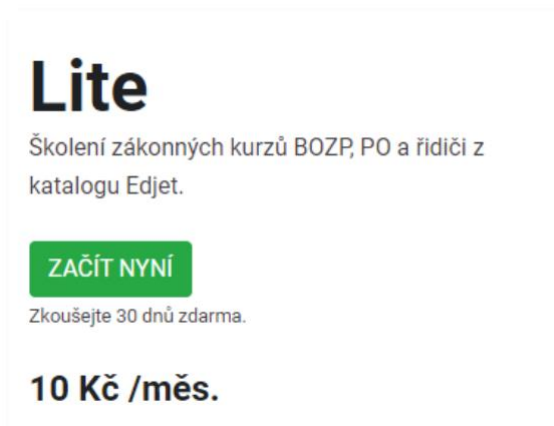 Lite
Školení zákonných kurzů BOZP, PO a řidiči z
katalogu Edjet.
ZAČÍT NYNÍ
Zkoušejte 30 dnů zdarma.
10 Kč /měs.